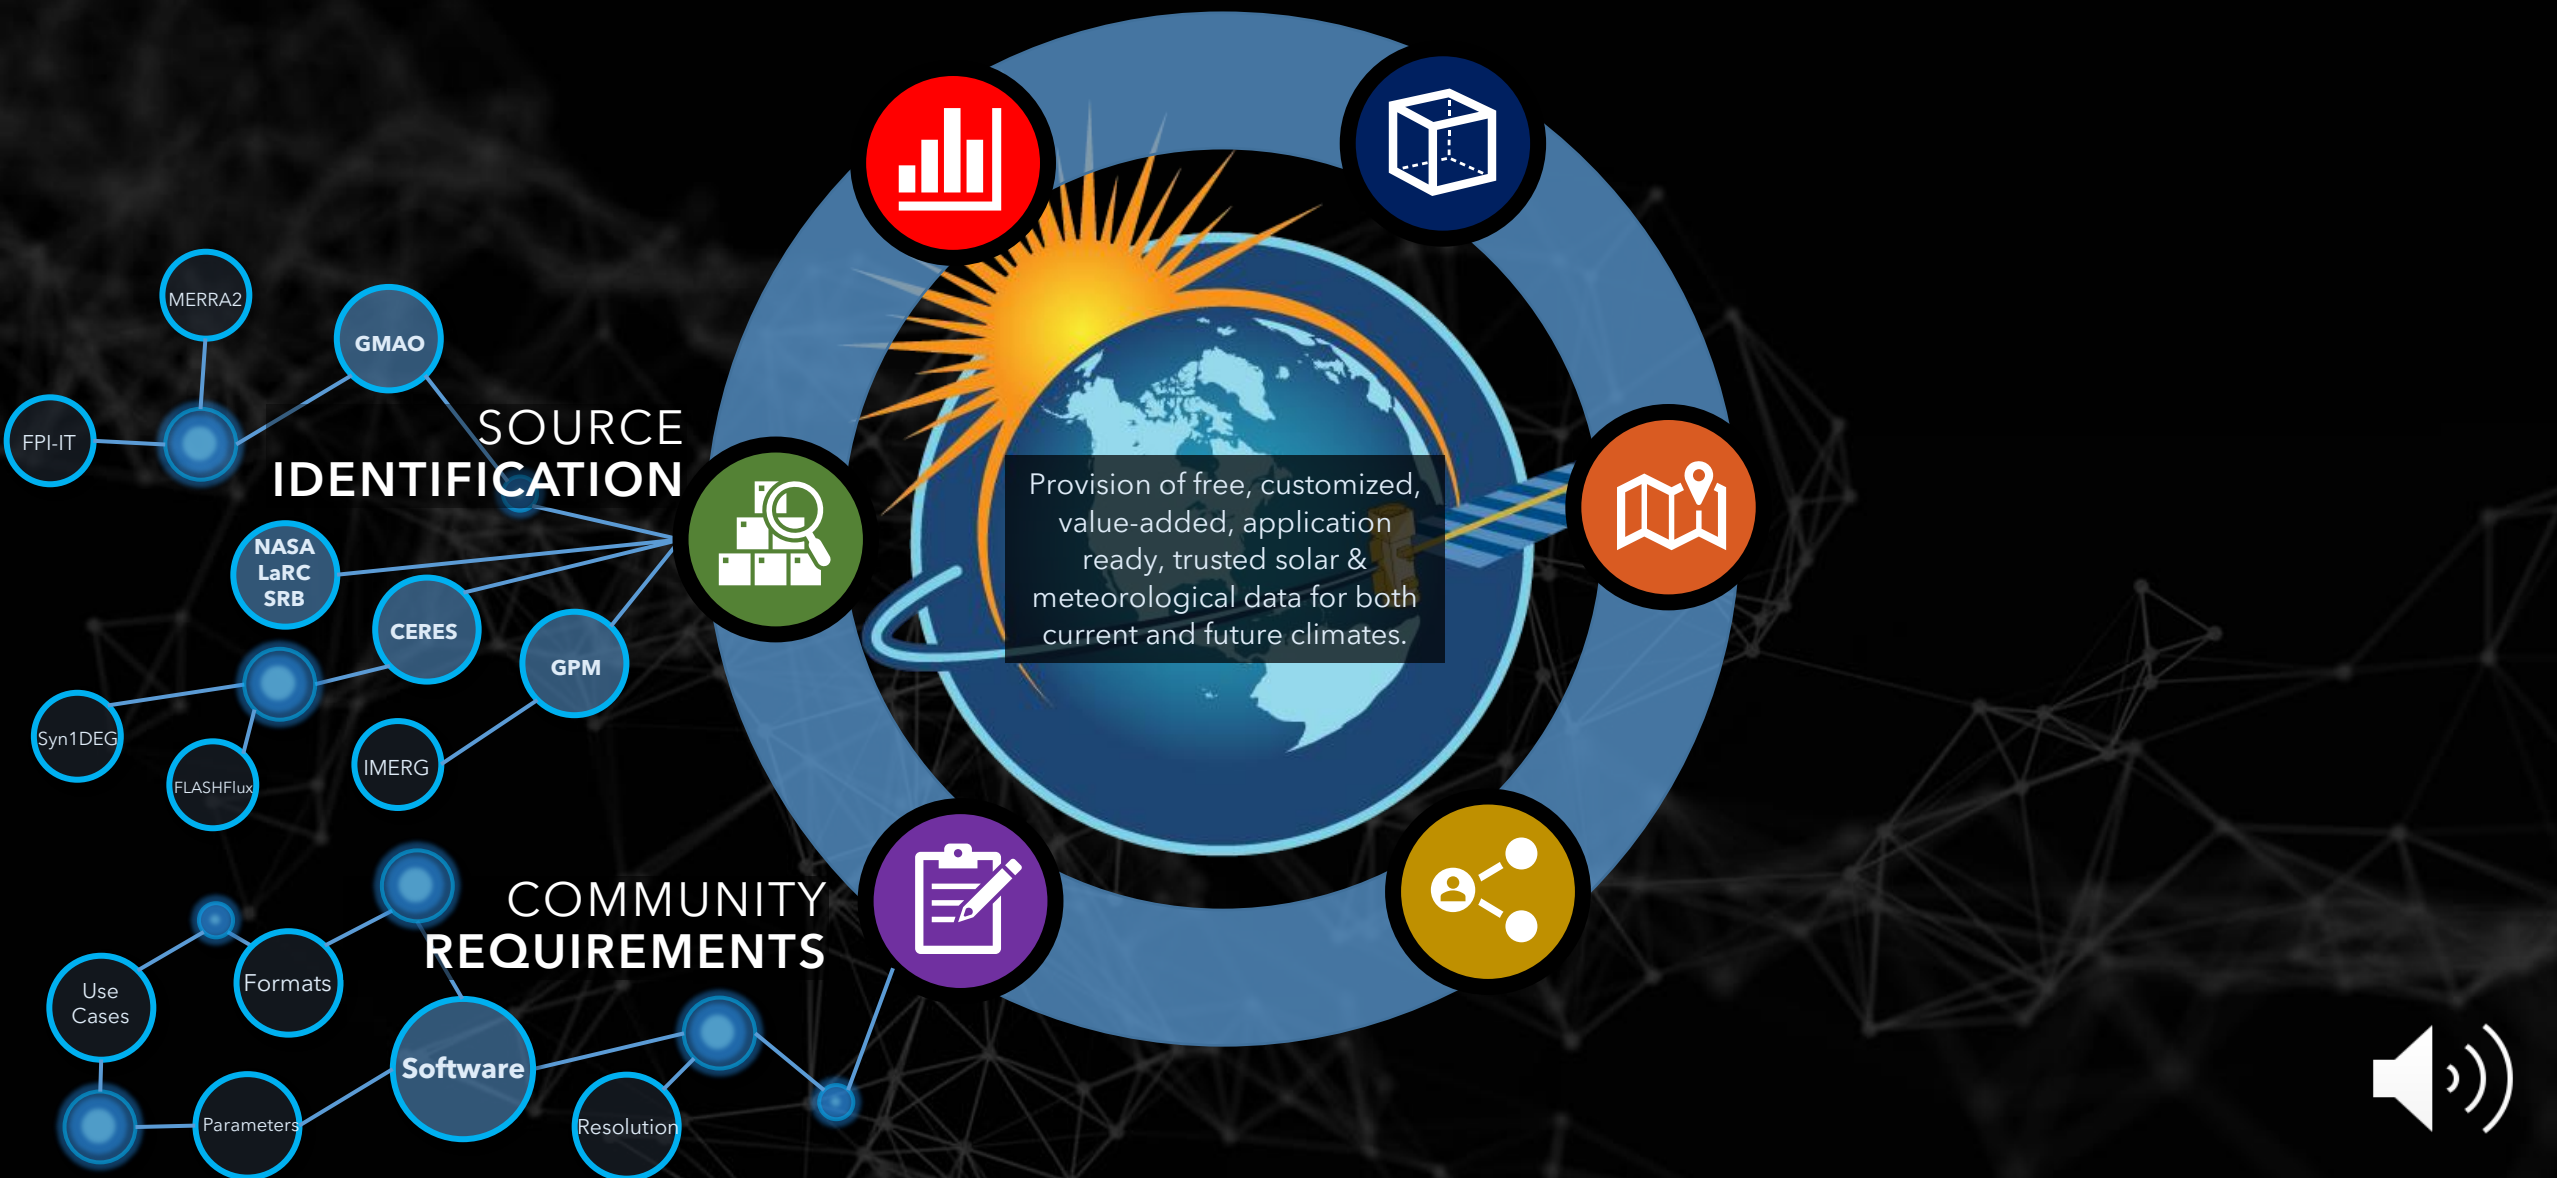 MERRA2
GMAO
FPI-IT
SOURCE
IDENTIFICATION
NASA
LaRC
SRB
CERES
GPM
Syn1DEG
FLASHFlux
IMERG
Provision of free, customized,
value-added, application
ready, trusted solar &
meteorological data for both
current and future climates.
COMMUNITY
REQUIREMENTS
Use
Cases
Formats
Software
Parameters
Resolution